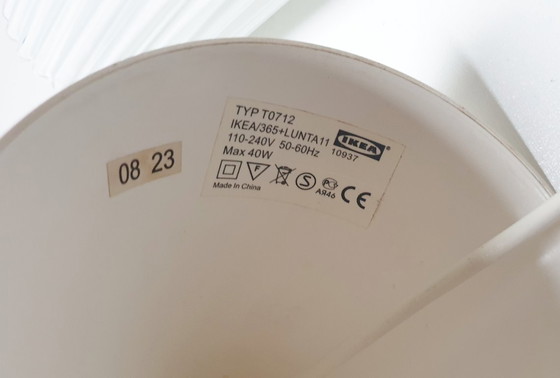 08 23
TYP T0712
IKEA/365+LUNTA11
110-240V 50-60Hz
Max 40W
IKEA
10937
F
S
AЯ46
CE
Made in China